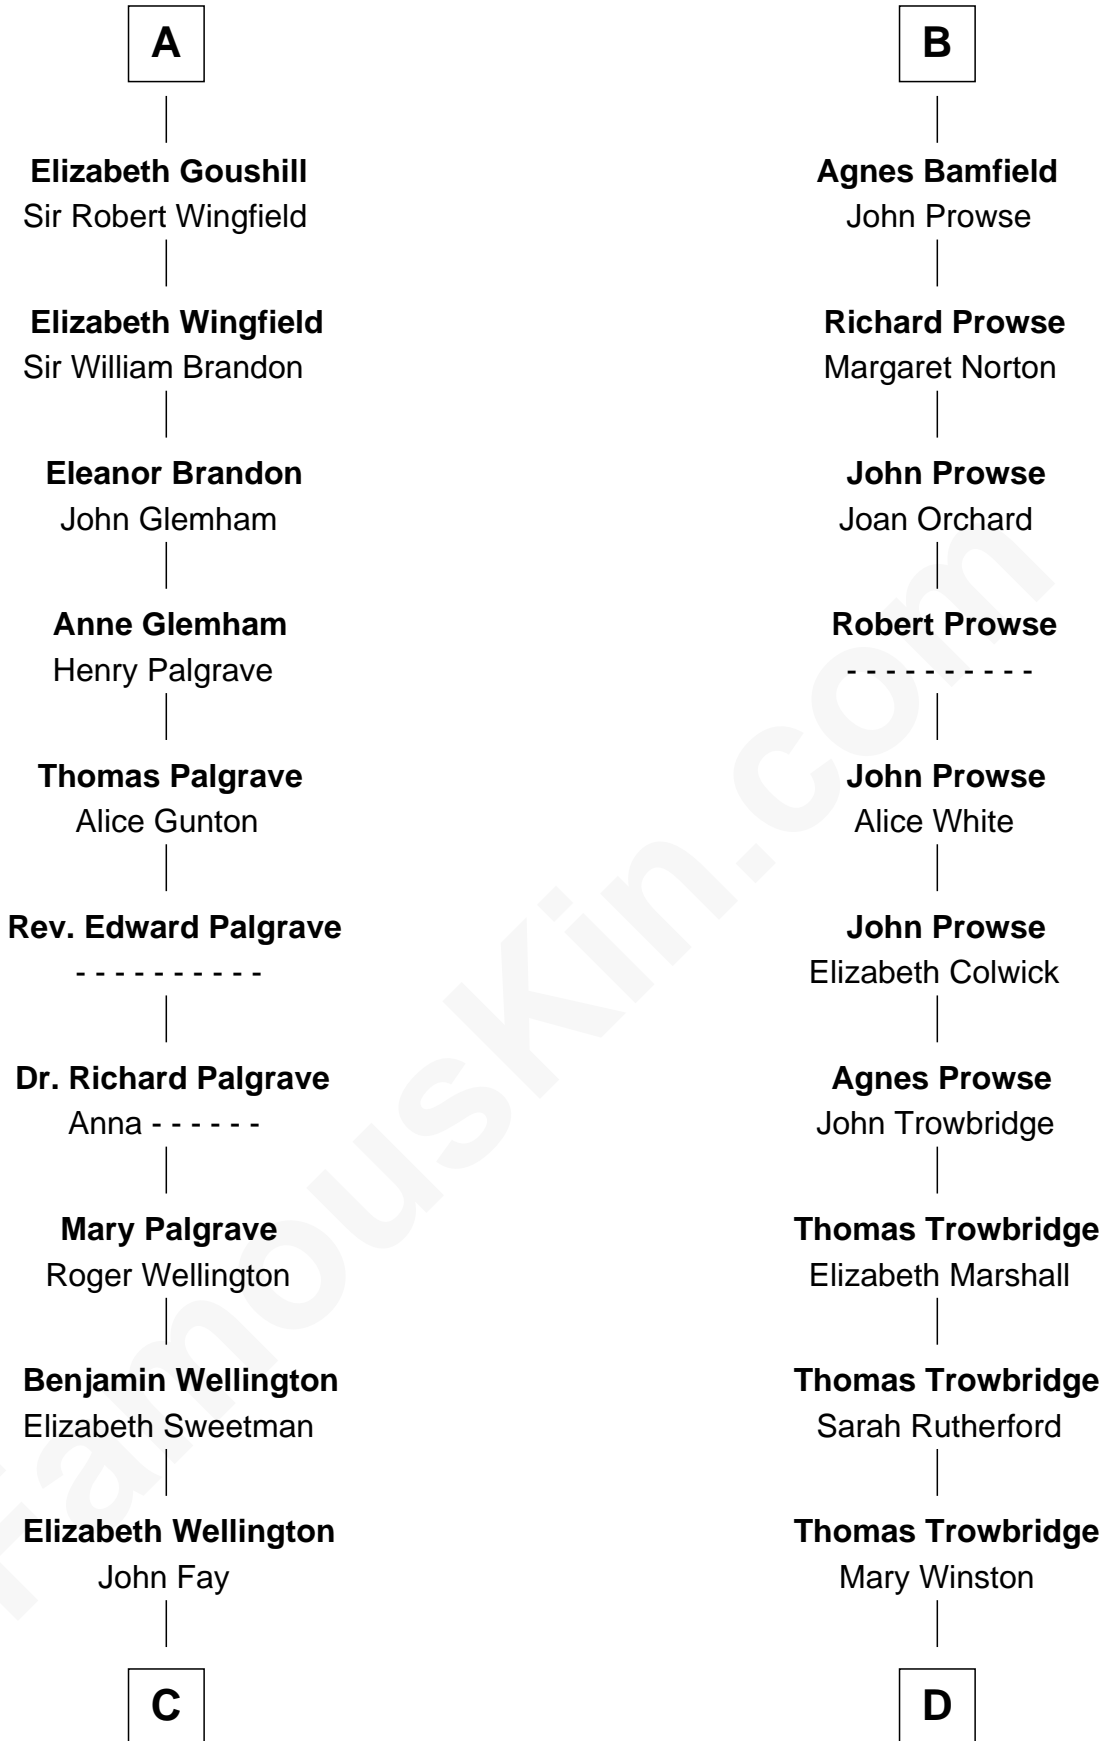 A
Elizabeth Goushill
Sir Robert Wingfield
Elizabeth Wingfield
Sir William Brandon
Eleanor Brandon
John Glemham
Anne Glemham
Henry Palgrave
Thomas Palgrave
Alice Gunton
Rev. Edward Palgrave
- - - - - - - - - -
Dr. Richard Palgrave
Anna - - - - - -
Mary Palgrave
Roger Wellington
Benjamin Wellington
Elizabeth Sweetman
Elizabeth Wellington
John Fay
C
B
Agnes Bamfield
John Prowse
Richard Prowse
Margaret Norton
John Prowse
Joan Orchard
Robert Prowse
- - - - - - - - - -
John Prowse
Alice White
John Prowse
Elizabeth Colwick
Agnes Prowse
John Trowbridge
Thomas Trowbridge
Elizabeth Marshall
Thomas Trowbridge
Sarah Rutherford
Thomas Trowbridge
Mary Winston
D
FamousKin.com